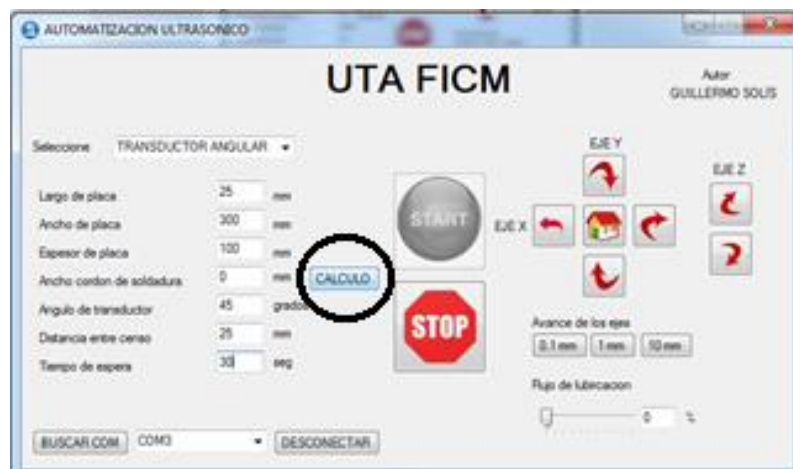 AUTOMATIZACION ULTRASONICO
UTA FICM
Autor
GUILLERMO SOLIS
Seleccione TRANSDUCTOR ANGULAR
Largo de placa 25 mm
Ancho de placa 300 mm
Espesor de placa 100 mm
Ancho cordon de soldadura 0 mm CALCULO
Angulo de transductor 45 grados
Distancia entre censo 25 mm
Tiempo de espera 30 seg
START
STOP
EJE Y
EJE X
EJE Z
Avance de los ejes
0.1 mm 1 mm 10 mm
Flujo de lubricacion
0 %
BUSCAR COM COM3 DESCONECTAR